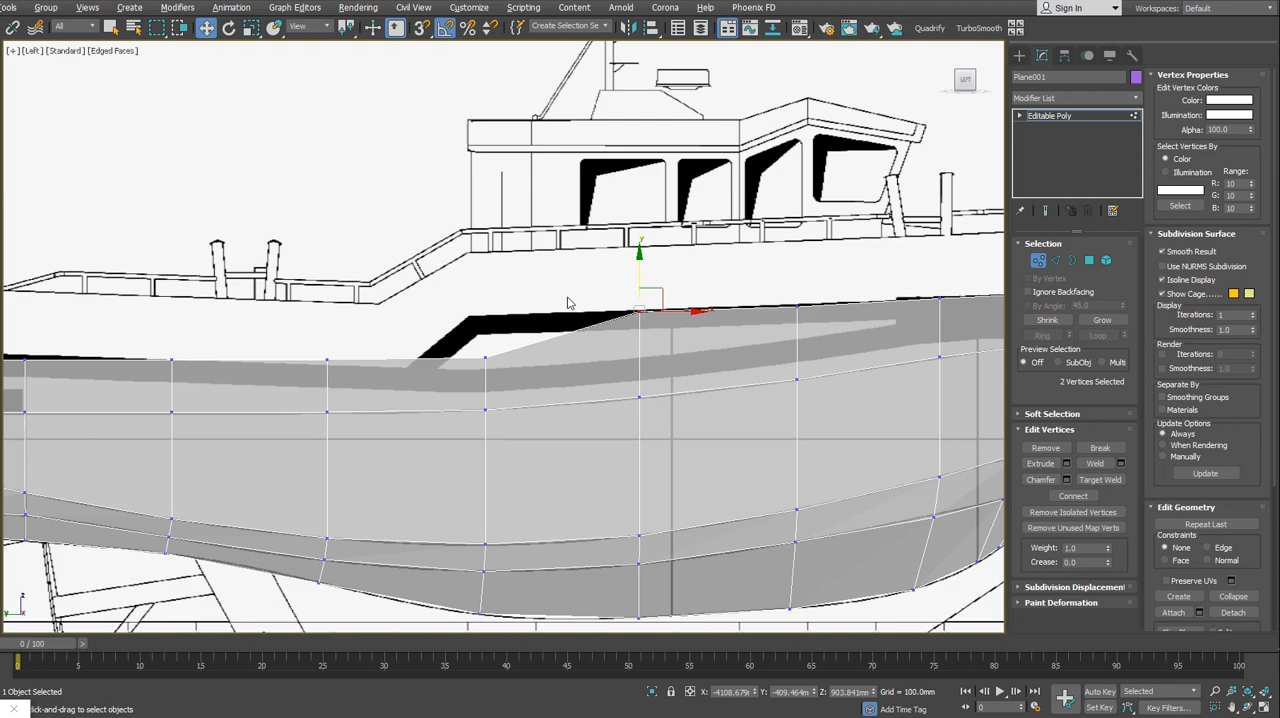 Tools Group Views Create Modifiers Animation Graph Editors Rendering Civil View Customize Scripting Content Arnold Corona Help Phoenix FD Sign In Workspaces: Default
All View Create Selection Se Quadrify TurboSmooth
[+] [Left] [Standard] [Edged Faces]
LEFT
Plane001
Modifier List
Editable Poly
Selection
By Vertex
Ignore Backfacing
By Angle: 45.0
Shrink Grow
Ring Loop
Preview Selection
Off SubObj Multi
2 Vertices Selected
Soft Selection
Edit Vertices
Remove Break
Extrude Weld
Chamfer Target Weld
Connect
Remove Isolated Vertices
Remove Unused Map Verts
Weight: 1.0
Crease: 0.0
Subdivision Displacement
Paint Deformation
Vertex Properties
Edit Vertex Colors
Color:
Illumination:
Alpha: 100.0
Select Vertices By
Color Range:
Illumination R: 10
G: 10
Select B: 10
Subdivision Surface
Smooth Result
Use NURMS Subdivision
Isoline Display
Show Cage......
Display
Iterations: 1
Smoothness: 1.0
Render
Iterations: 0
Smoothness: 1.0
Separate By
Smoothing Groups
Materials
Update Options
Always
When Rendering
Manually
Update
Edit Geometry
Repeat Last
Constraints
None Edge
Face Normal
Preserve UVs
Create Collapse
Attach Detach
0 / 100
0 5 10 15 20 25 30 35 40 45 50 55 60 65 70 75 80 85 90 95 100
1 Object Selected X: -4108.679m Y: -409.464m Z: 903.841mm Grid = 100.0mm Auto Key Selected
click-and-drag to select objects Add Time Tag 0 Set Key Key Filters...